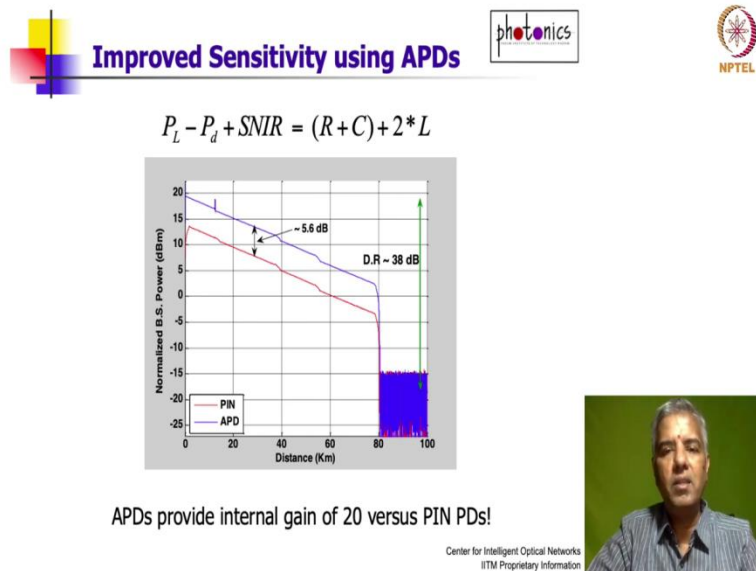 photonics
NPTEL
Improved Sensitivity using APDs
P_L − P_d + SNIR = (R+C)+2*L
Normalized B.S. Power (dBm)
20
15
10
5
0
-5
-10
-15
-20
-25
~ 5.6 dB
D.R ~ 38 dB
PIN
APD
0 20 40 60 80 100
Distance (Km)
APDs provide internal gain of 20 versus PIN PDs!
Center for Intelligent Optical Networks
IITM Proprietary Information